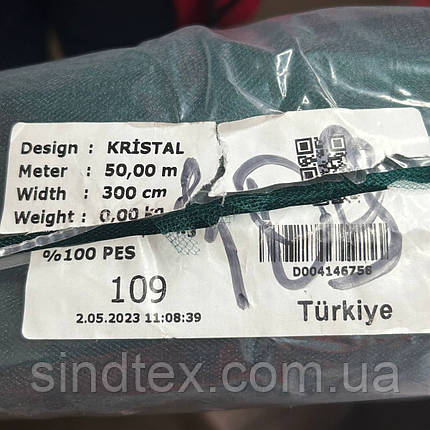 Design : KRİSTAL
Meter : 50,00 m
Width : 300 cm
Weight : 0,00 kg
%100 PES
109
2.05.2023 11:08:39
D004146758
Türkiye
sindtex.com.ua